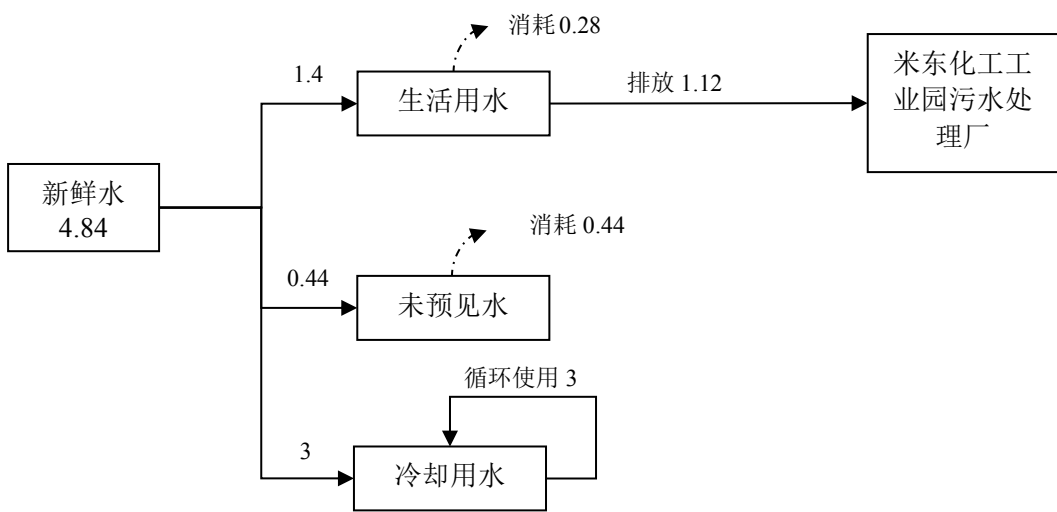 消耗 0.28
1.4
生活用水
排放 1.12
米东化工工
业园污水处
理厂
新鲜水
4.84
消耗 0.44
0.44
未预见水
循环使用 3
3
冷却用水